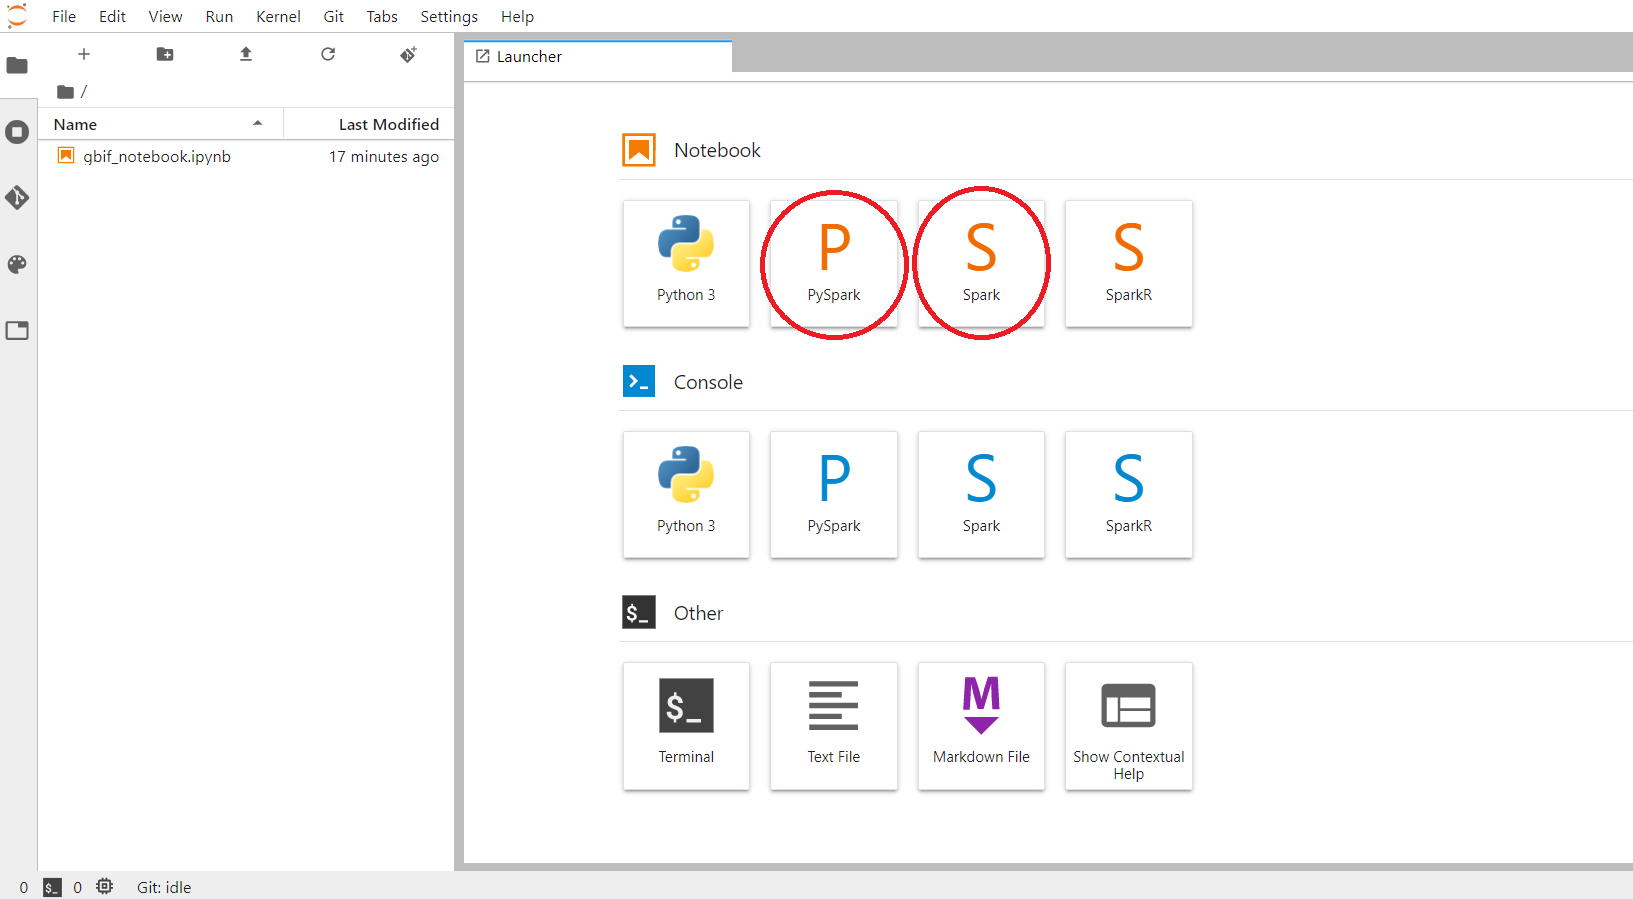 File Edit View Run Kernel Git Tabs Settings Help
Launcher
/
Name Last Modified
gbif_notebook.ipynb 17 minutes ago
Notebook
P S S
Python 3 PySpark Spark SparkR
Console
P S S
Python 3 PySpark Spark SparkR
$_ Other
$_ M
Terminal Text File Markdown File Show Contextual
Help
0 $_ 0 Git: idle